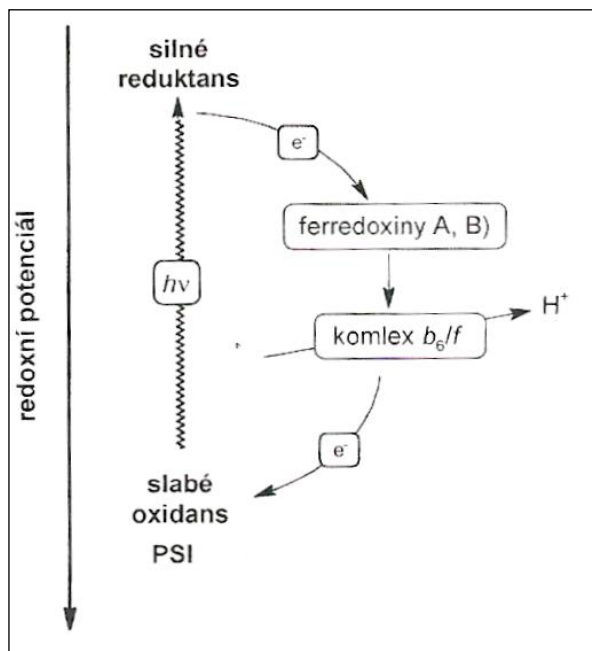 silné
reduktans
e-
ferredoxiny A, B)
hν
H+
komlex b6/f
redoxní potenciál
e-
slabé
oxidans
PSI